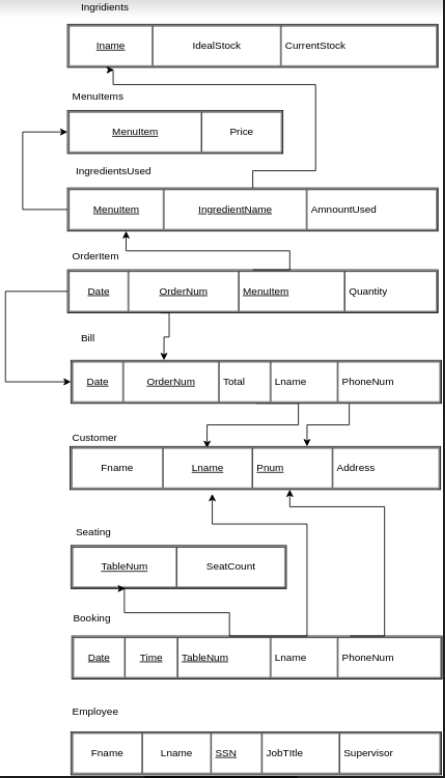 Ingridients
Iname IdealStock CurrentStock
MenuItems
MenuItem Price
IngredientsUsed
MenuItem IngredientName AmnountUsed
OrderItem
Date OrderNum MenuItem Quantity
Bill
Date OrderNum Total Lname PhoneNum
Customer
Fname Lname Pnum Address
Seating
TableNum SeatCount
Booking
Date Time TableNum Lname PhoneNum
Employee
Fname Lname SSN JobTItle Supervisor